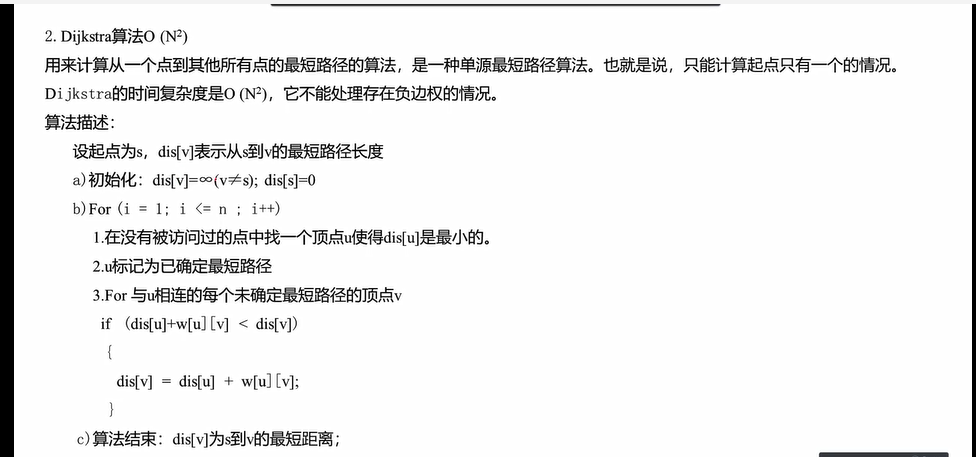 2. Dijkstra算法O (N²)
用来计算从一个点到其他所有点的最短路径的算法，是一种单源最短路径算法。也就是说，只能计算起点只有一个的情况。
Dijkstra的时间复杂度是O (N²)，它不能处理存在负边权的情况。
算法描述：
设起点为s，dis[v]表示从s到v的最短路径长度
a)初始化：dis[v]=∞(v≠s); dis[s]=0
b)For (i = 1; i <= n ; i++)
1.在没有被访问过的点中找一个顶点u使得dis[u]是最小的。
2.u标记为已确定最短路径
3.For 与u相连的每个未确定最短路径的顶点v
if （dis[u]+w[u][v] < dis[v]）
{
dis[v] = dis[u] + w[u][v];
}
c)算法结束：dis[v]为s到v的最短距离；